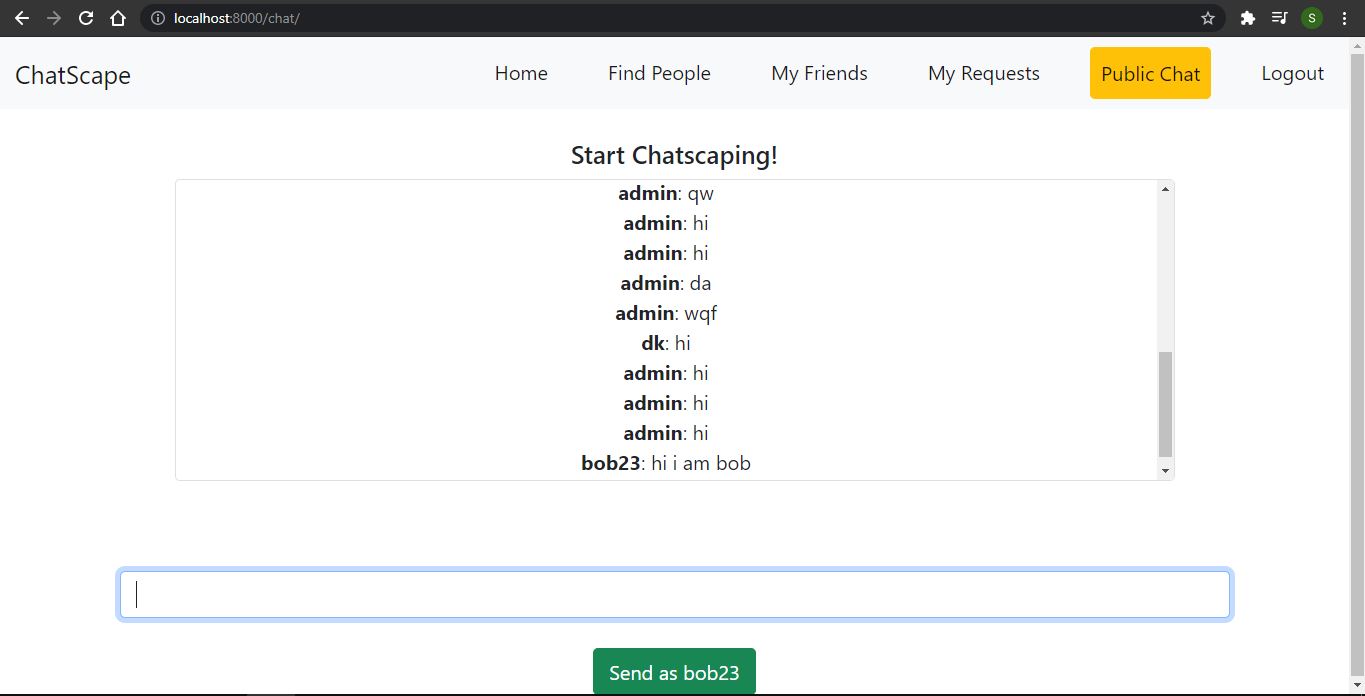 localhost:8000/chat/
S
ChatScape
Home Find People My Friends My Requests Public Chat Logout
Start Chatscaping!
admin: qw
admin: hi
admin: hi
admin: da
admin: wqf
dk: hi
admin: hi
admin: hi
admin: hi
bob23: hi i am bob
Send as bob23